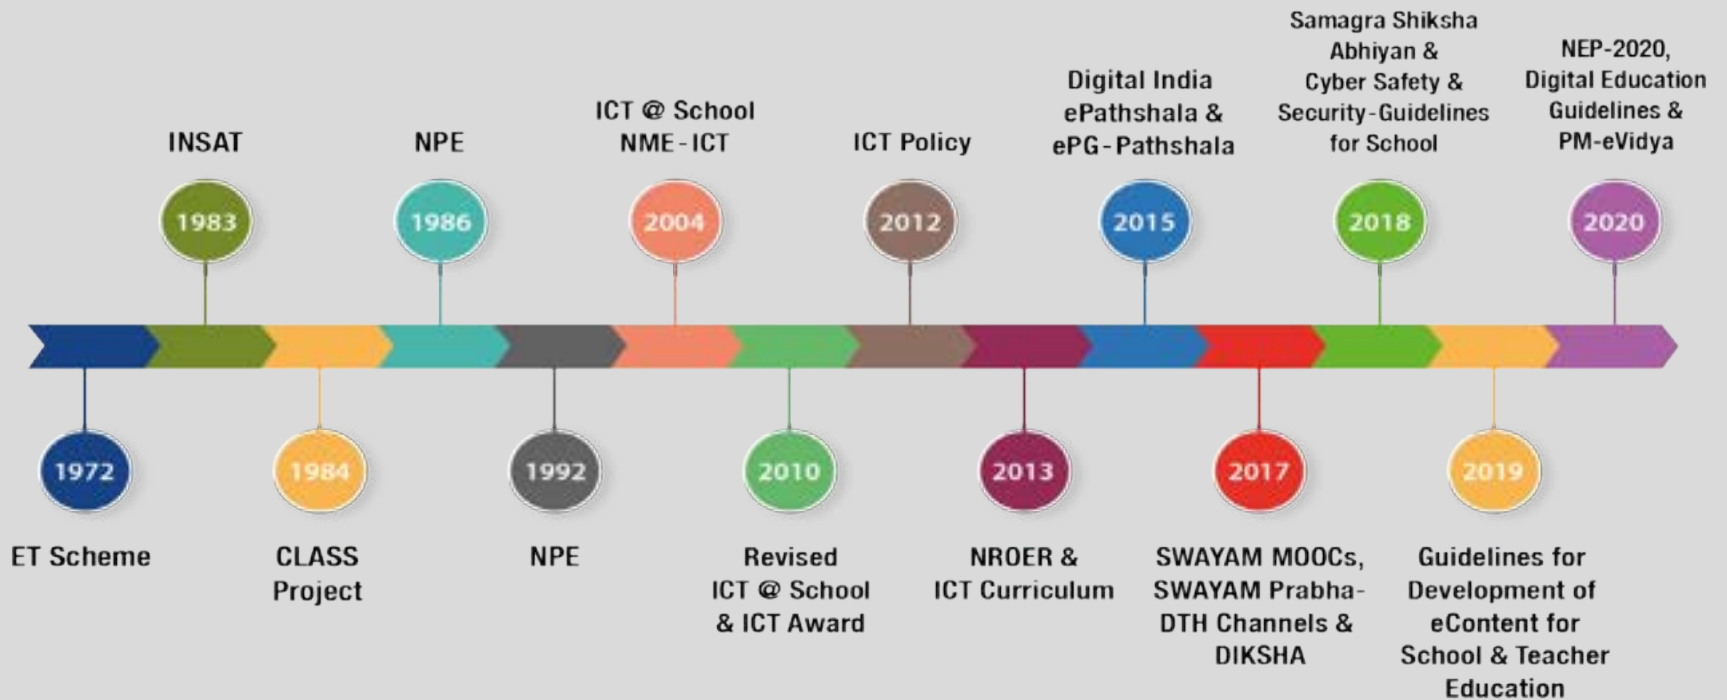 INSAT
1983
NPE
1986
ICT @ School
NME-ICT
2004
ICT Policy
2012
Digital India
ePathshala &
ePG-Pathshala
2015
Samagra Shiksha
Abhiyan &
Cyber Safety &
Security-Guidelines
for School
2018
NEP-2020,
Digital Education
Guidelines &
PM-eVidya
2020
1972
ET Scheme
1984
CLASS
Project
1992
NPE
2010
Revised
ICT @ School
& ICT Award
2013
NROER &
ICT Curriculum
2017
SWAYAM MOOCs,
SWAYAM Prabha-
DTH Channels &
DIKSHA
2019
Guidelines for
Development of
eContent for
School & Teacher
Education